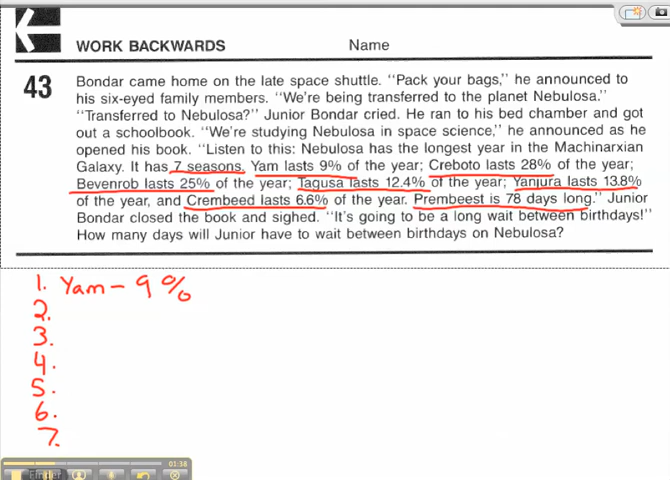 WORK BACKWARDS Name
43 Bondar came home on the late space shuttle. “Pack your bags,” he announced to
his six-eyed family members. “We’re being transferred to the planet Nebulosa.”
“Transferred to Nebulosa?” Junior Bondar cried. He ran to his bed chamber and got
out a schoolbook. “We’re studying Nebulosa in space science,” he announced as he
opened his book. “Listen to this: Nebulosa has the longest year in the Machinarxian
Galaxy. It has 7 seasons. Yam lasts 9% of the year; Creboto lasts 28% of the year;
Bevenrob lasts 25% of the year; Tagusa lasts 12.4% of the year; Yanjura lasts 13.8%
of the year, and Crembeed lasts 6.6% of the year. Prembeest is 78 days long.” Junior
Bondar closed the book and sighed. “It’s going to be a long wait between birthdays!”
How many days will Junior have to wait between birthdays on Nebulosa?
1. Yam – 9 %
2.
3.
4.
5.
6.
7.
01:38
Finder